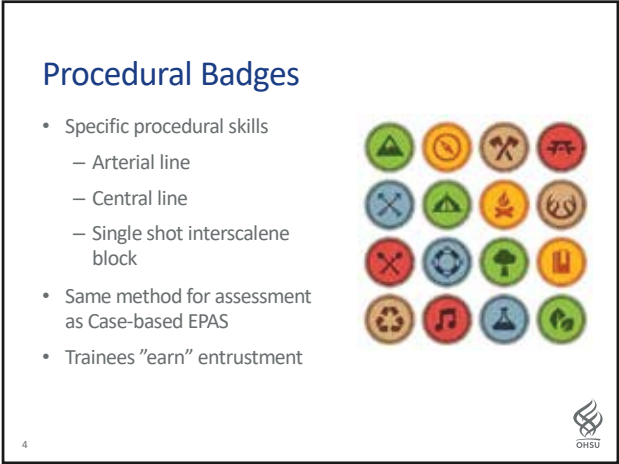 Procedural Badges
• Specific procedural skills
– Arterial line
– Central line
– Single shot interscalene
block
• Same method for assessment
as Case-based EPAS
• Trainees ”earn” entrustment
4
OHSU